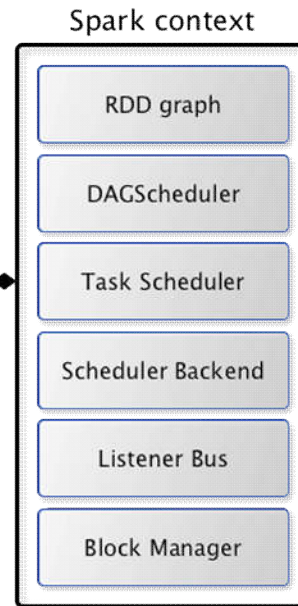 Spark context
RDD graph
DAGScheduler
Task Scheduler
Scheduler Backend
Listener Bus
Block Manager